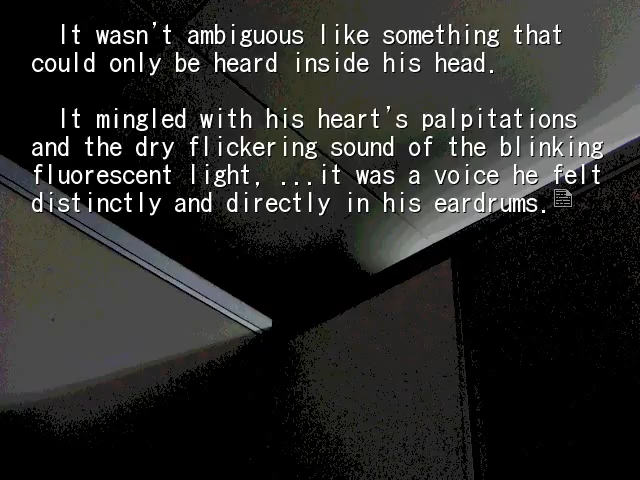 It wasn't ambiguous like something that
could only be heard inside his head.
It mingled with his heart's palpitations
and the dry flickering sound of the blinking
fluorescent light, ...it was a voice he felt
distinctly and directly in his eardrums.